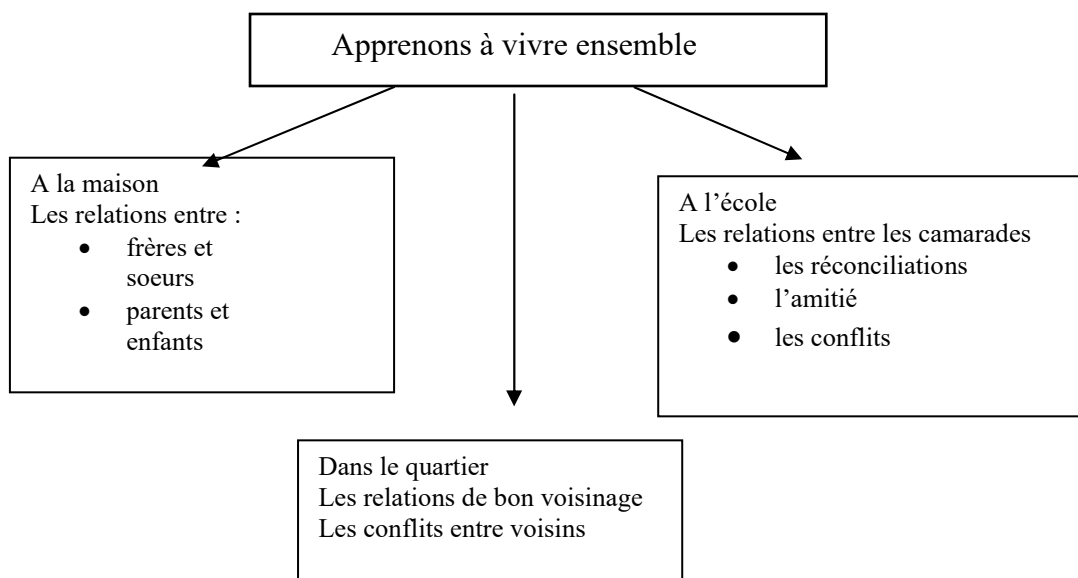 Apprenons à vivre ensemble
A la maison
Les relations entre :
• frères et
soeurs
• parents et
enfants
A l’école
Les relations entre les camarades
• les réconciliations
• l’amitié
• les conflits
Dans le quartier
Les relations de bon voisinage
Les conflits entre voisins